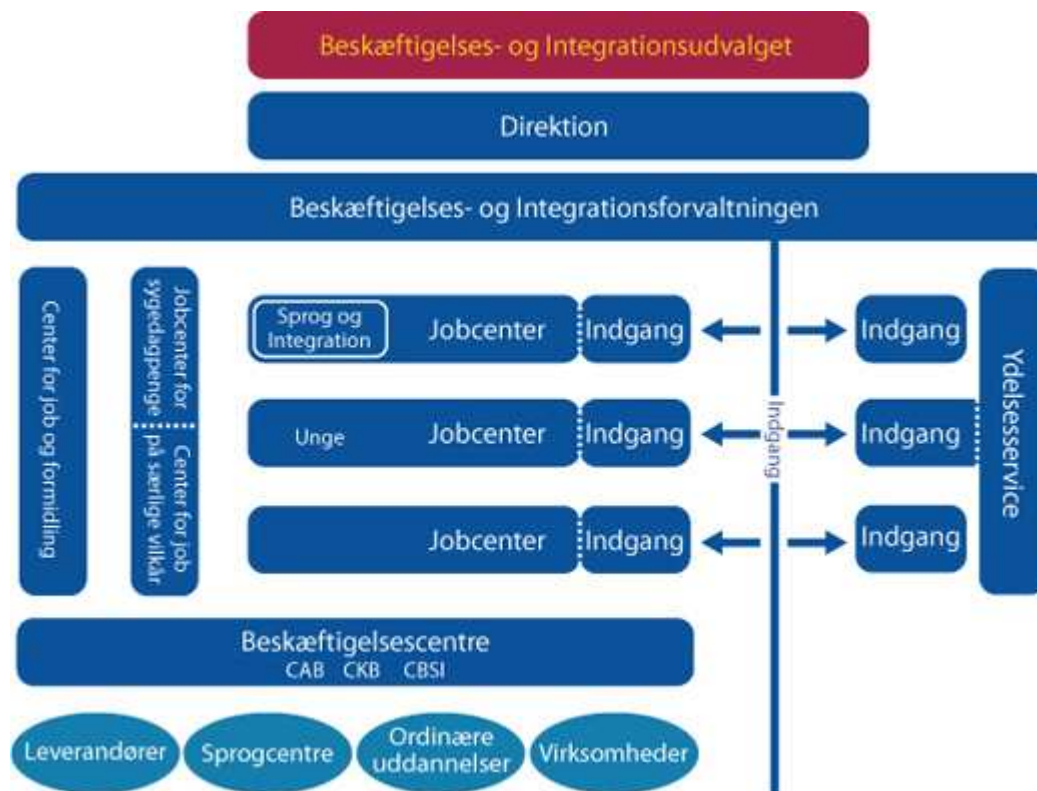 Beskæftigelses- og Integrationsudvalget
Direktion
Beskæftigelses- og Integrationsforvaltningen
Center for job og formidling
Jobcenter for
sygedagpenge
Center for job
på særlige vilkår
Sprog og
Integration
Jobcenter
Indgang
Indgang
Unge
Jobcenter
Indgang
Indgang
Jobcenter
Indgang
Indgang
Indgang
Ydelsesservice
Beskæftigelsescentre
CAB CKB CBSI
Leverandører
Sprogcentre
Ordinære
uddannelser
Virksomheder